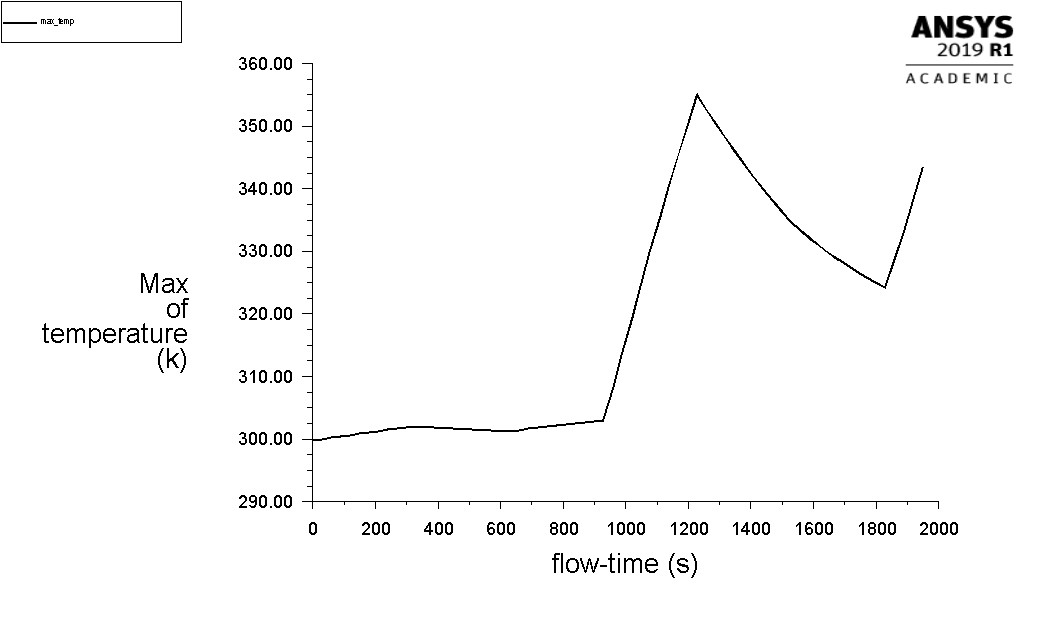 max_temp
ANSYS
2019 R1
ACADEMIC
360.00
350.00
340.00
330.00
320.00
310.00
300.00
290.00
Max
of
temperature
(k)
0 200 400 600 800 1000 1200 1400 1600 1800 2000
flow-time (s)